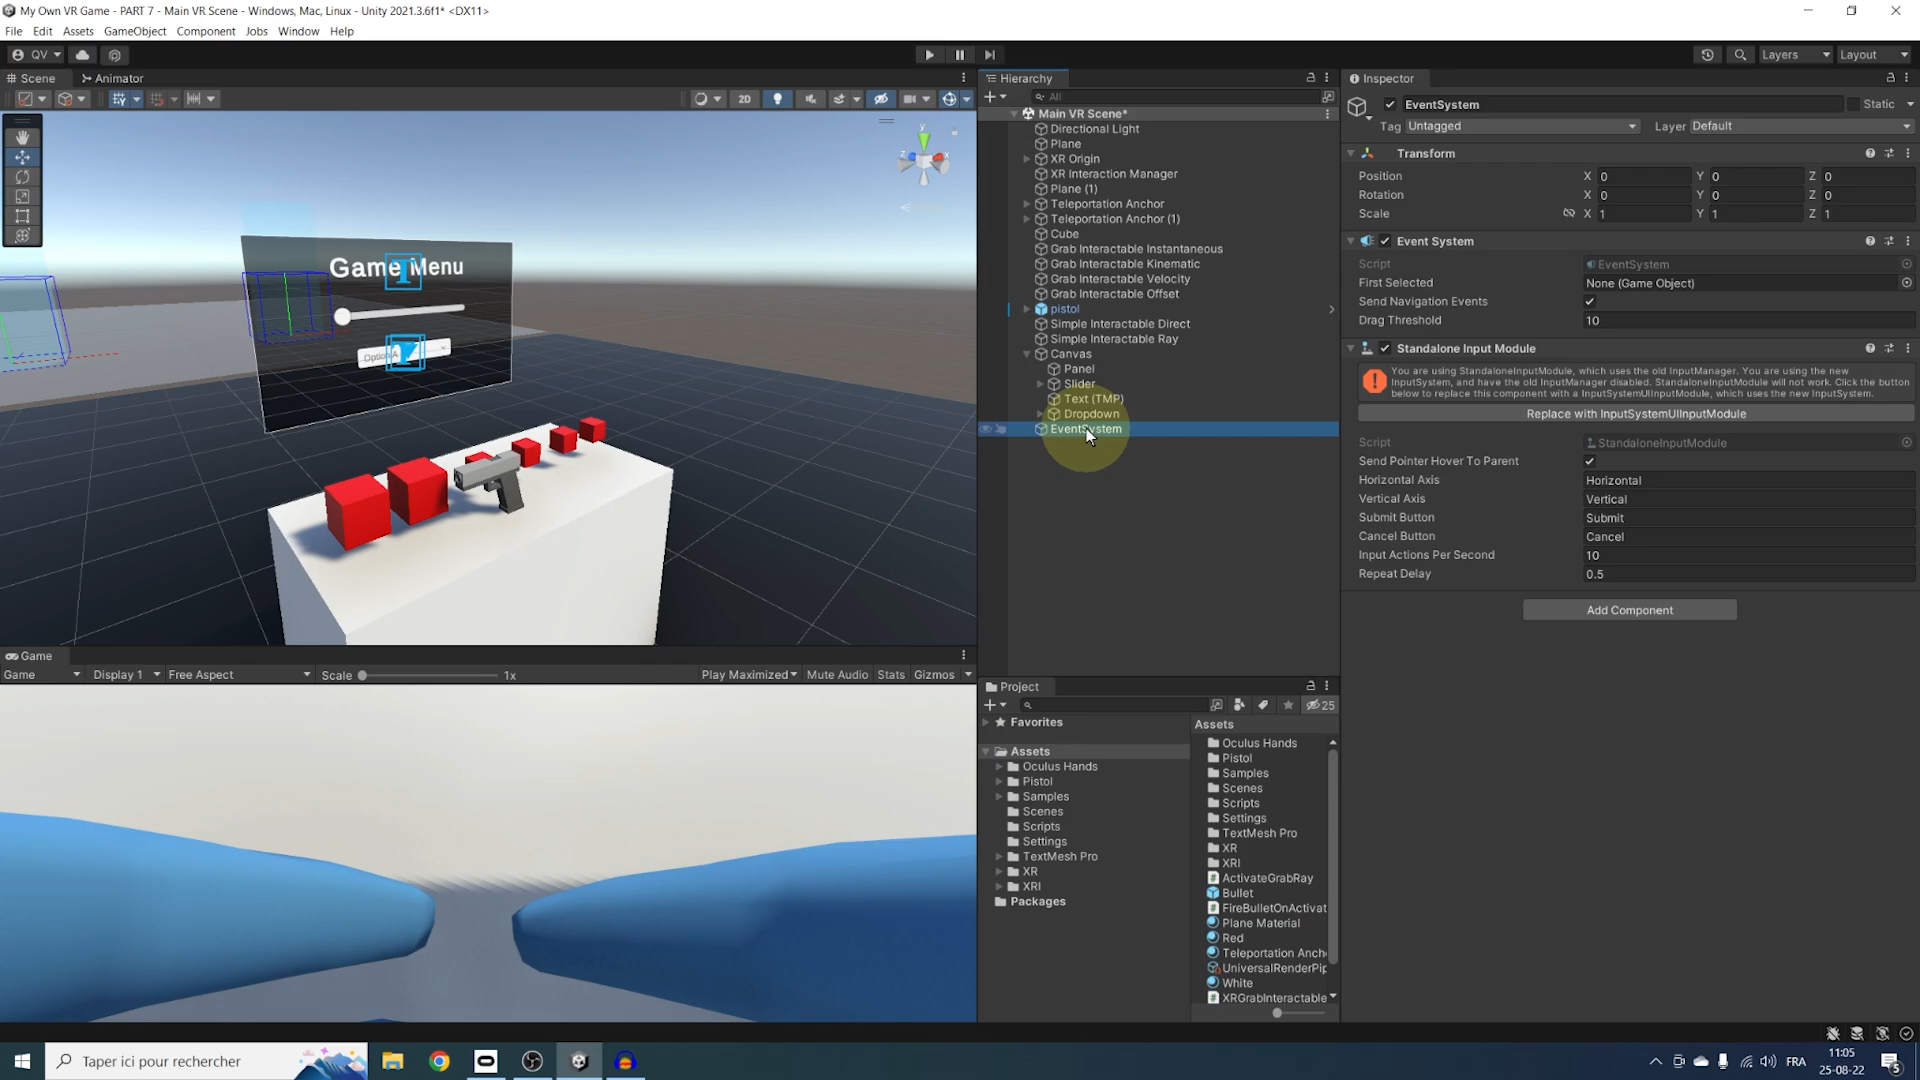 My Own VR Game - PART 7 - Main VR Scene - Windows, Mac, Linux - Unity 2021.3.6f1* <DX11>
File Edit Assets GameObject Component Jobs Window Help
QV
Layers Layout
Scene Animator
2D
y
x
z
Game Menu
Option A
Game
Game Display 1 Free Aspect Scale 1x Play Maximized Mute Audio Stats Gizmos
Hierarchy
All
Main VR Scene*
Directional Light
Plane
XR Origin
XR Interaction Manager
Plane (1)
Teleportation Anchor
Teleportation Anchor (1)
Cube
Grab Interactable Instantaneous
Grab Interactable Kinematic
Grab Interactable Velocity
Grab Interactable Offset
pistol
Simple Interactable Direct
Simple Interactable Ray
Canvas
Panel
Slider
Text (TMP)
Dropdown
EventSystem
Project
25
Favorites
Assets
Oculus Hands
Pistol
Samples
Scenes
Scripts
Settings
TextMesh Pro
XR
XRI
Packages
Assets
Oculus Hands
Pistol
Samples
Scenes
Scripts
Settings
TextMesh Pro
XR
XRI
ActivateGrabRay
Bullet
FireBulletOnActivat
Plane Material
Red
Teleportation Anch
UniversalRenderPip
White
XRGrabInteractable
Inspector
EventSystem Static
Tag Untagged Layer Default
Transform
Position X 0 Y 0 Z 0
Rotation X 0 Y 0 Z 0
Scale X 1 Y 1 Z 1
Event System
Script EventSystem
First Selected None (Game Object)
Send Navigation Events
Drag Threshold 10
Standalone Input Module
You are using StandaloneInputModule, which uses the old InputManager. You are using the new
InputSystem, and have the old InputManager disabled. StandaloneInputModule will not work. Click the button
below to replace this component with a InputSystemUIInputModule, which uses the new InputSystem.
Replace with InputSystemUIInputModule
Script StandaloneInputModule
Send Pointer Hover To Parent
Horizontal Axis Horizontal
Vertical Axis Vertical
Submit Button Submit
Cancel Button Cancel
Input Actions Per Second 10
Repeat Delay 0.5
Add Component
Taper ici pour rechercher
FRA
11:05
25-08-22
5